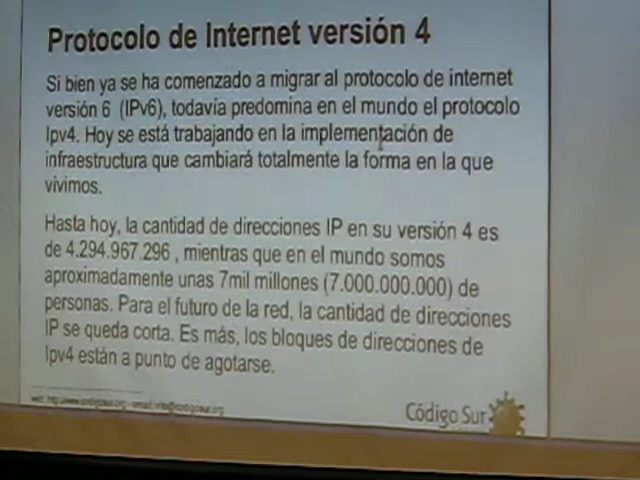 Protocolo de Internet versión 4
Si bien ya se ha comenzado a migrar al protocolo de internet
versión 6 (IPv6), todavía predomina en el mundo el protocolo
Ipv4. Hoy se está trabajando en la implementación de
infraestructura que cambiará totalmente la forma en la que
vivimos.
Hasta hoy, la cantidad de direcciones IP en su versión 4 es
de 4.294.967.296 , mientras que en el mundo somos
aproximadamente unas 7mil millones (7.000.000.000) de
personas. Para el futuro de la red, la cantidad de direcciones
IP se queda corta. Es más, los bloques de direcciones de
Ipv4 están a punto de agotarse.
Código Sur